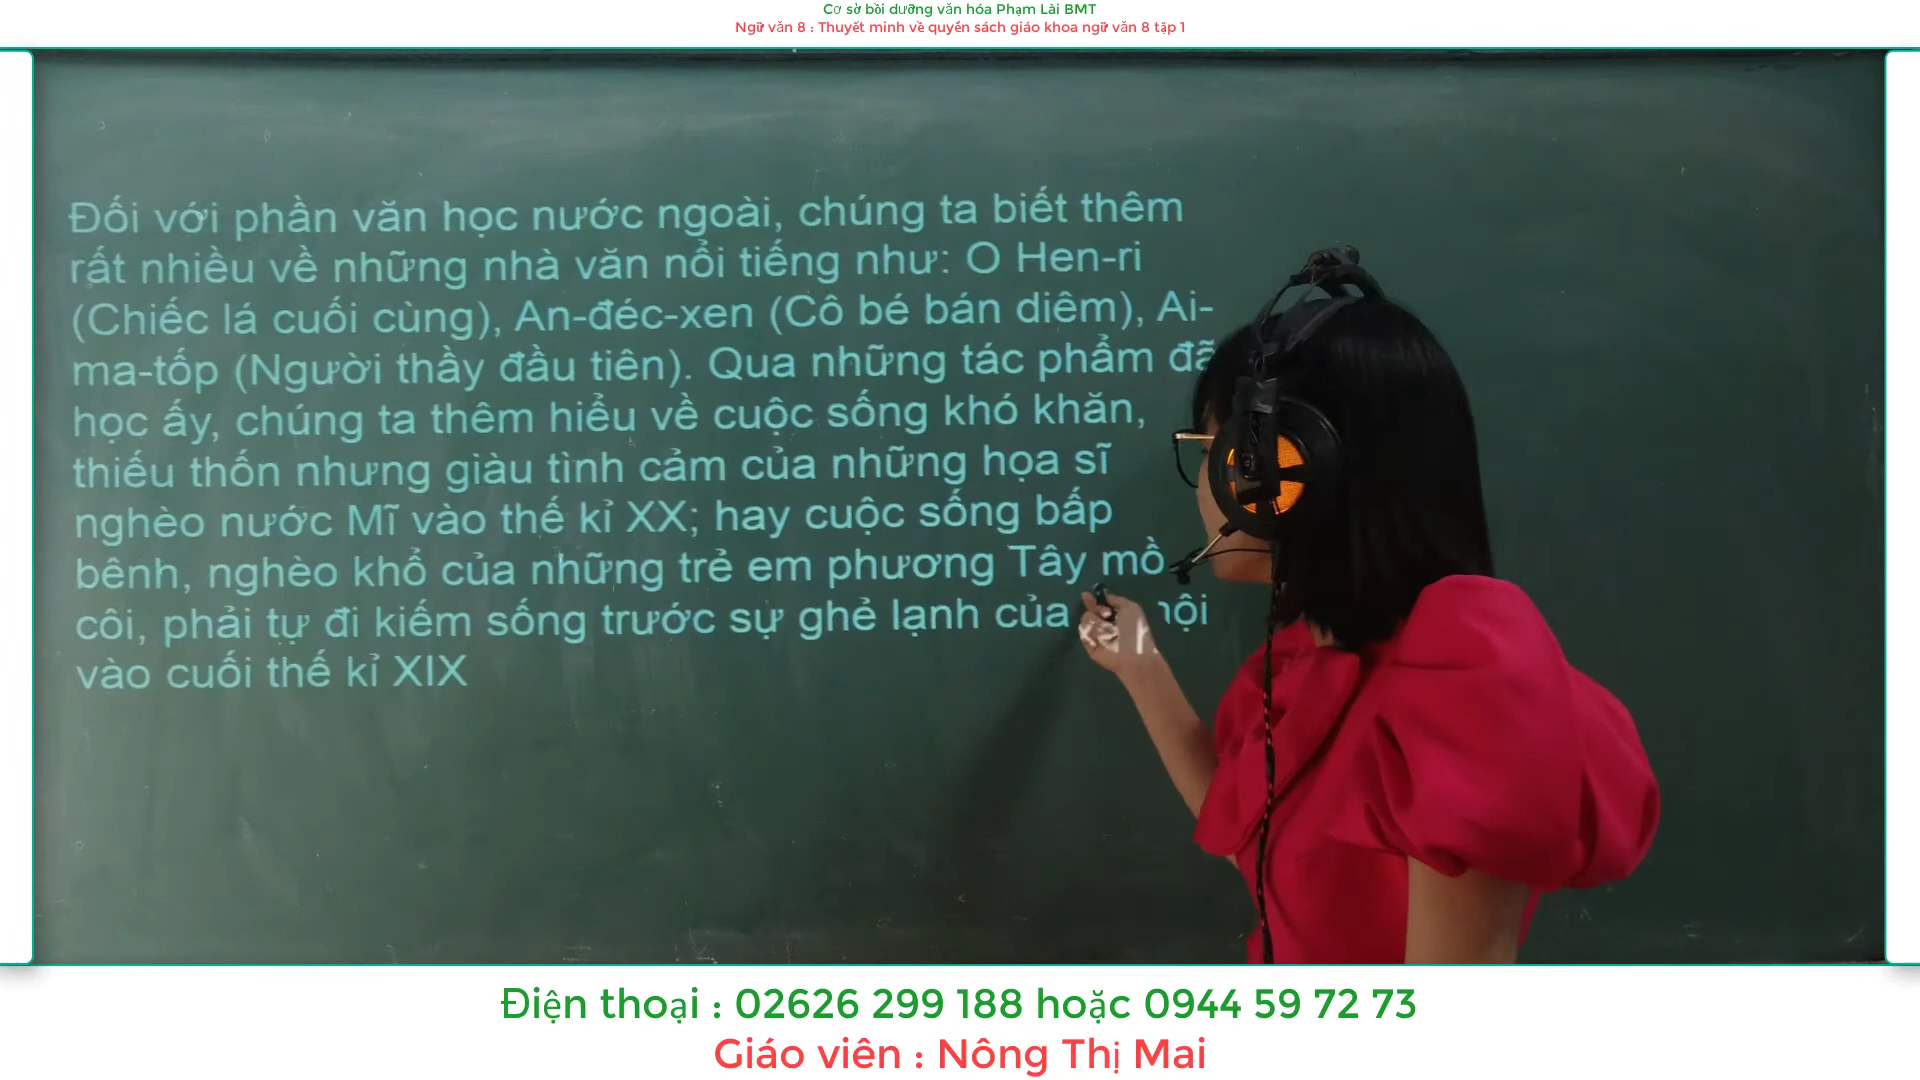 Cơ sở bồi dưỡng văn hóa Phạm Lài BMT
Ngữ văn 8 : Thuyết minh về quyển sách giáo khoa ngữ văn 8 tập 1
Đối với phần văn học nước ngoài, chúng ta biết thêm
rất nhiều về những nhà văn nổi tiếng như: O Hen-ri
(Chiếc lá cuối cùng), An-đéc-xen (Cô bé bán diêm), Ai-
ma-tốp (Người thầy đầu tiên). Qua những tác phẩm đã
học ấy, chúng ta thêm hiểu về cuộc sống khó khăn,
thiếu thốn nhưng giàu tình cảm của những họa sĩ
nghèo nước Mĩ vào thế kỉ XX; hay cuộc sống bấp
bênh, nghèo khổ của những trẻ em phương Tây mồ
côi, phải tự đi kiếm sống trước sự ghẻ lạnh của xã hội
vào cuối thế kỉ XIX
Điện thoại : 02626 299 188 hoặc 0944 59 72 73
Giáo viên : Nông Thị Mai